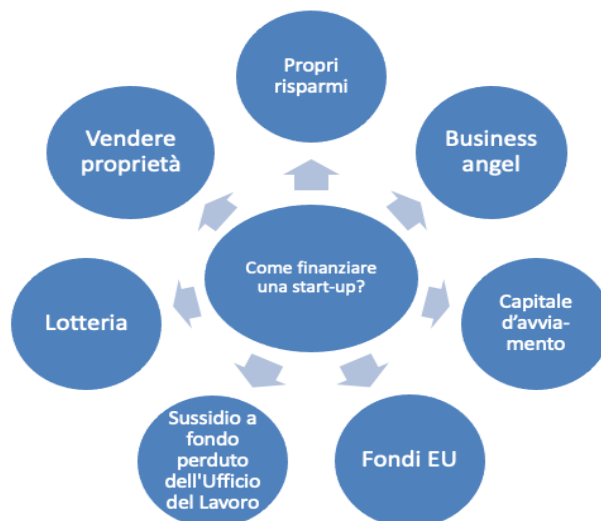 Propri
risparmi
Vendere
proprietà
Business
angel
Come finanziare
una start-up?
Lotteria
Capitale
d’avvia-
mento
Sussidio a
fondo
perduto
dell'Ufficio
del Lavoro
Fondi EU